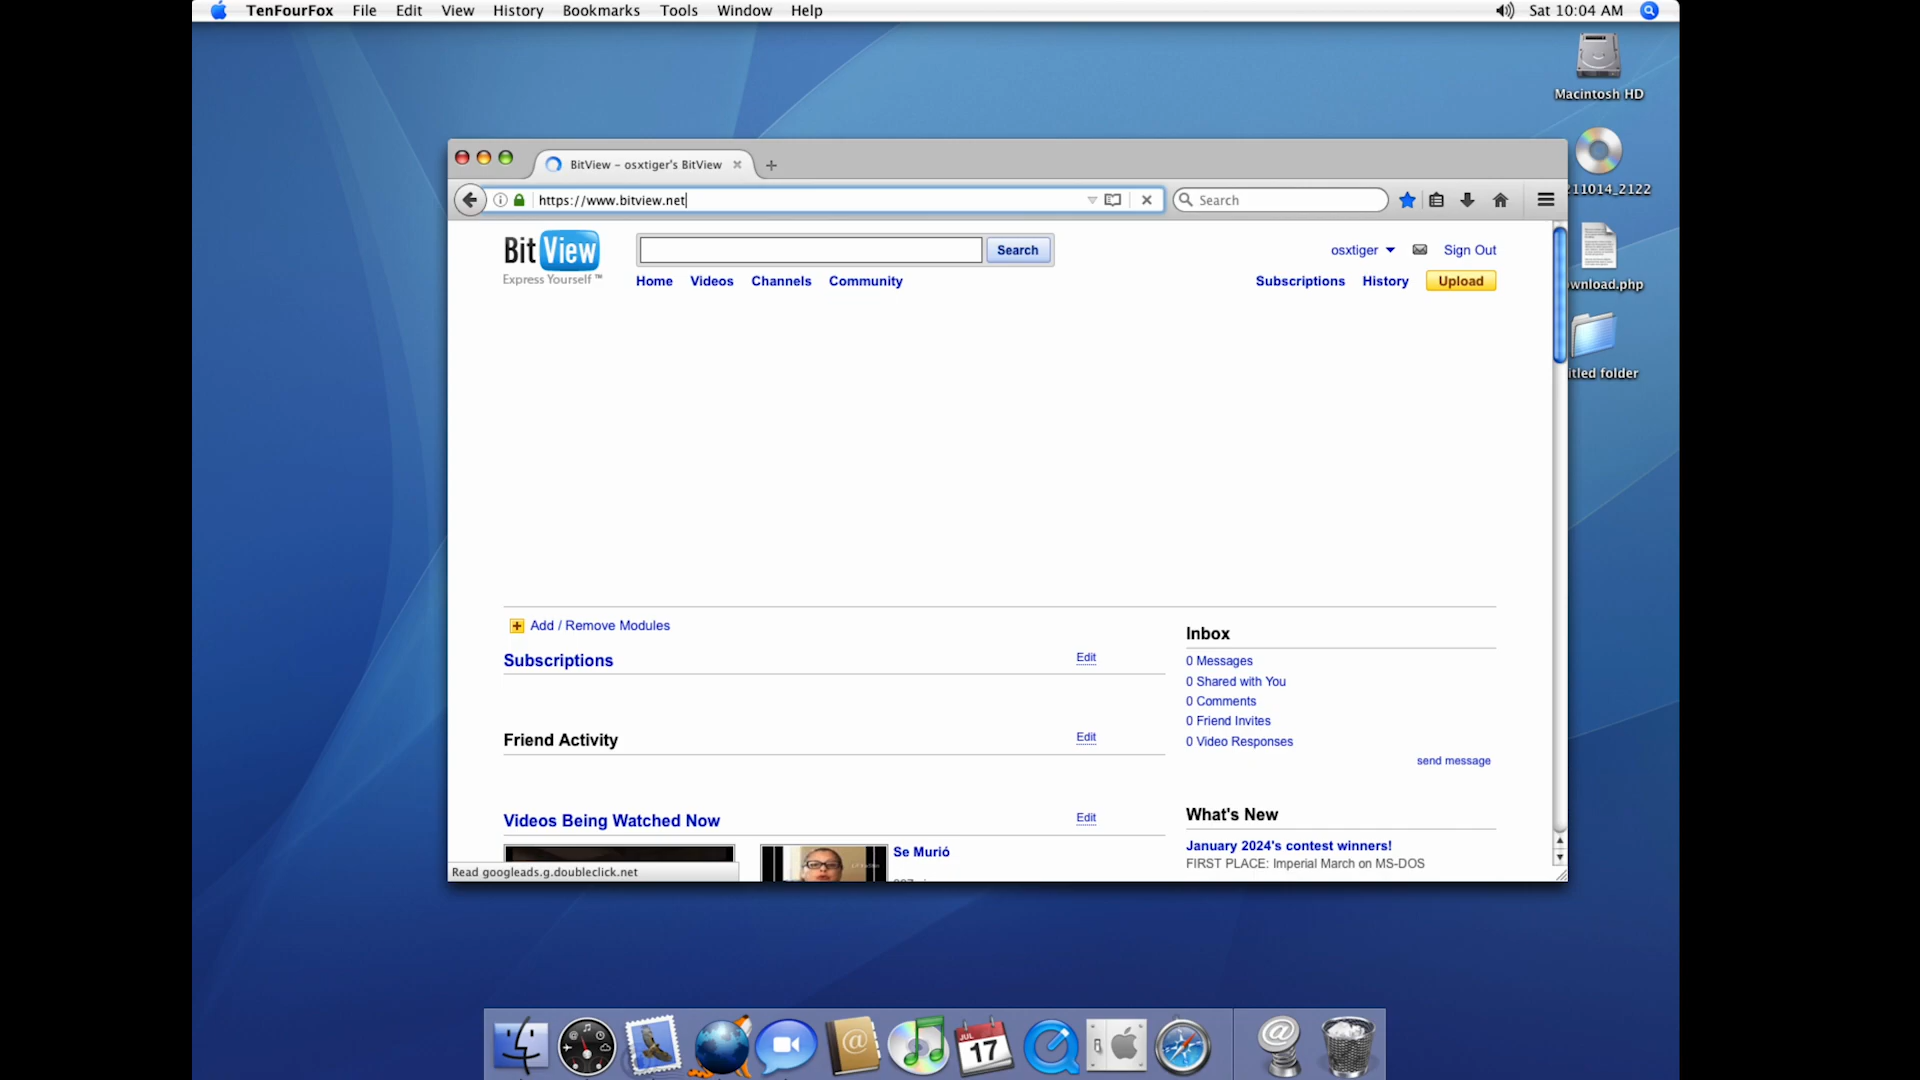 TenFourFox File Edit View History Bookmarks Tools Window Help Sat 10:04 AM
Macintosh HD
BitView – osxtiger's BitView
211014_2122
https://www.bitview.net Search
Bit View
Express Yourself ™
Search
osxtiger Sign Out
Home Videos Channels Community
Subscriptions History Upload
wnload.php
itled folder
Add / Remove Modules
Subscriptions Edit
Friend Activity Edit
Videos Being Watched Now Edit
Se Murió
Inbox
0 Messages
0 Shared with You
0 Comments
0 Friend Invites
0 Video Responses
send message
What's New
January 2024's contest winners!
FIRST PLACE: Imperial March on MS-DOS
Read googleads.g.doubleclick.net
JUL
17